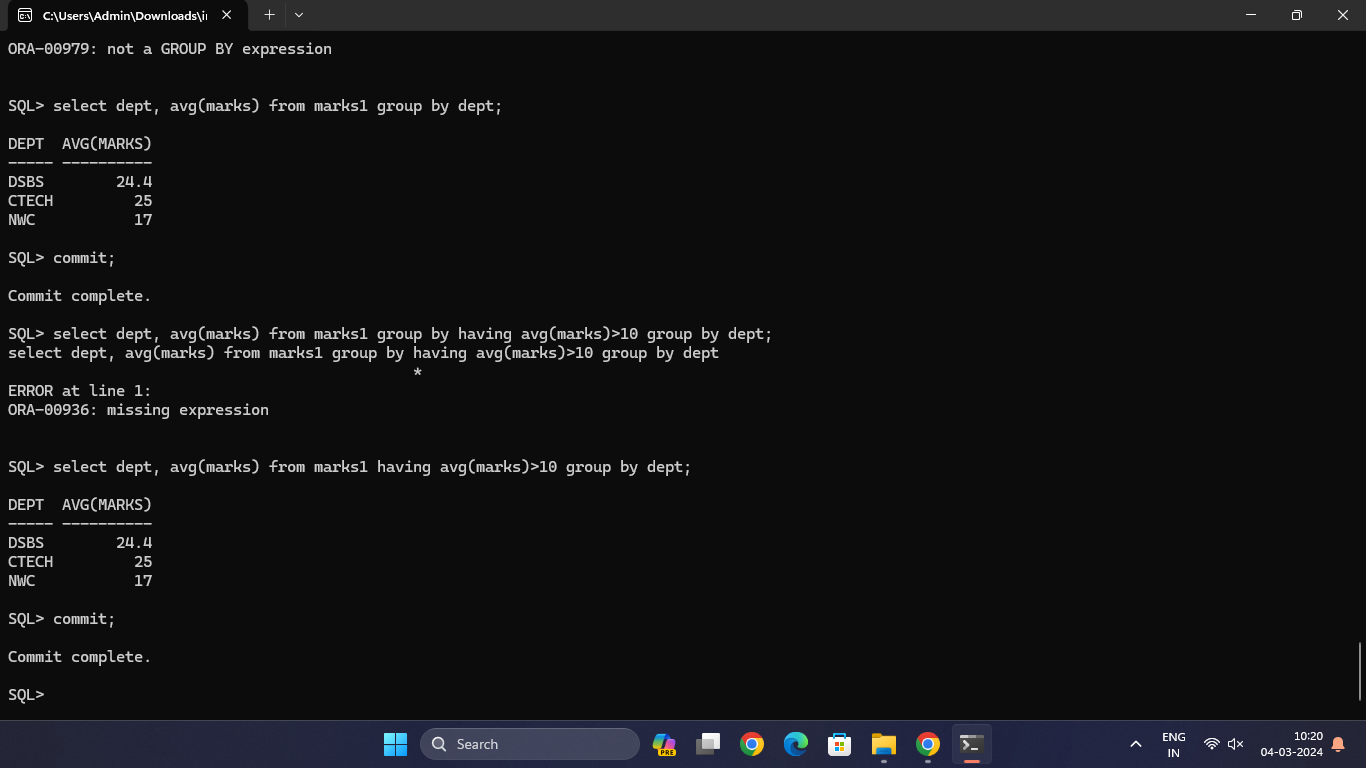 C:\Users\Admin\Downloads\i
ORA-00979: not a GROUP BY expression
SQL> select dept, avg(marks) from marks1 group by dept;
DEPT  AVG(MARKS)
----- ----------
DSBS        24.4
CTECH         25
NWC           17
SQL> commit;
Commit complete.
SQL> select dept, avg(marks) from marks1 group by having avg(marks)>10 group by dept;
select dept, avg(marks) from marks1 group by having avg(marks)>10 group by dept
                                             *
ERROR at line 1:
ORA-00936: missing expression
SQL> select dept, avg(marks) from marks1 having avg(marks)>10 group by dept;
DEPT  AVG(MARKS)
----- ----------
DSBS        24.4
CTECH         25
NWC           17
SQL> commit;
Commit complete.
SQL>
Search
PRE
ENG
IN
10:20
04-03-2024